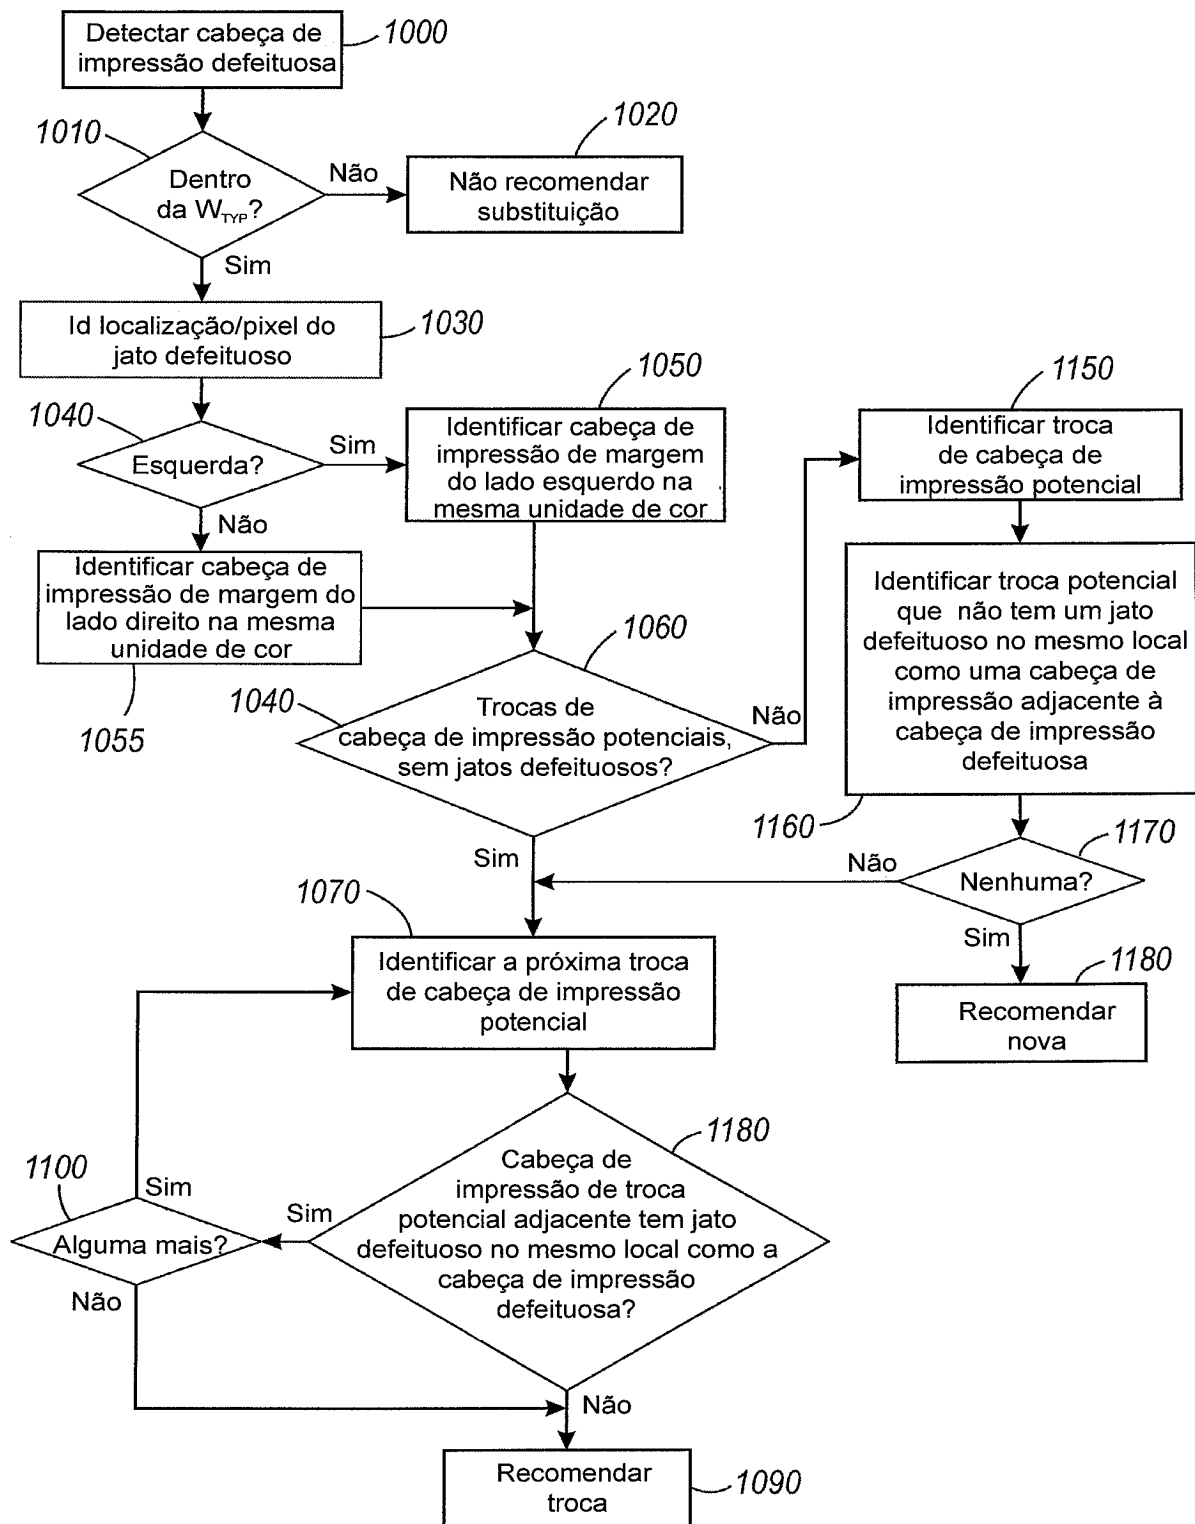 Detectar cabeça de
impressão defeituosa
1000
1010
Dentro
da W_TYP?
Não
1020
Não recomendar
substituição
Sim
Id localização/pixel do
jato defeituoso
1030
1040
Esquerda?
Sim
1050
Identificar cabeça de
impressão de margem
do lado esquerdo na
mesma unidade de cor
1150
Identificar troca
de cabeça de
impressão potencial
Não
Identificar cabeça de
impressão de margem do
lado direito na mesma
unidade de cor
1055
1060
1040
Trocas de
cabeça de impressão potenciais,
sem jatos defeituosos?
Não
Identificar troca potencial
que não tem um jato
defeituoso no mesmo local
como uma cabeça de
impressão adjacente à
cabeça de impressão
defeituosa
1160
1170
Sim
Não
Nenhuma?
Sim
1180
Recomendar
nova
1070
Identificar a próxima troca
de cabeça de impressão
potencial
1180
Cabeça de
impressão de troca
potencial adjacente tem jato
defeituoso no mesmo local como a
cabeça de impressão
defeituosa?
1100
Sim
Sim
Alguma mais?
Não
Não
Recomendar
troca
1090